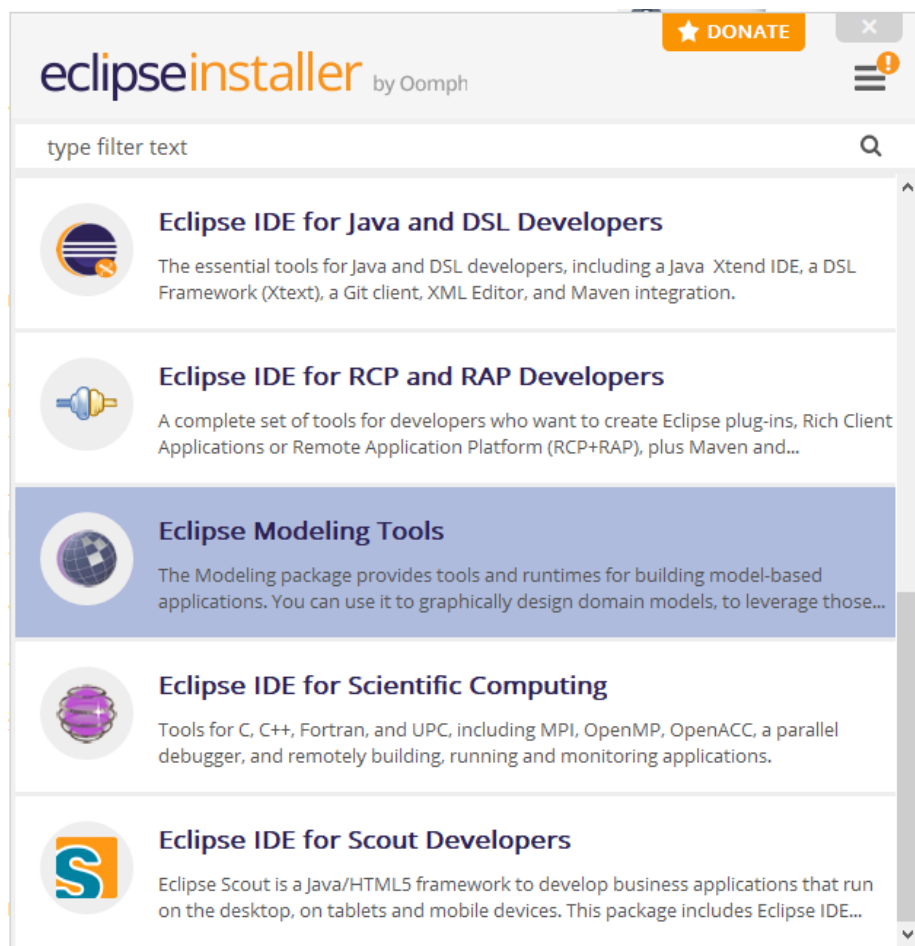 DONATE
eclipseinstaller by Oomph
type filter text
Eclipse IDE for Java and DSL Developers
The essential tools for Java and DSL developers, including a Java Xtend IDE, a DSL
Framework (Xtext), a Git client, XML Editor, and Maven integration.
Eclipse IDE for RCP and RAP Developers
A complete set of tools for developers who want to create Eclipse plug-ins, Rich Client
Applications or Remote Application Platform (RCP+RAP), plus Maven and...
Eclipse Modeling Tools
The Modeling package provides tools and runtimes for building model-based
applications. You can use it to graphically design domain models, to leverage those...
Eclipse IDE for Scientific Computing
Tools for C, C++, Fortran, and UPC, including MPI, OpenMP, OpenACC, a parallel
debugger, and remotely building, running and monitoring applications.
Eclipse IDE for Scout Developers
Eclipse Scout is a Java/HTML5 framework to develop business applications that run
on the desktop, on tablets and mobile devices. This package includes Eclipse IDE...